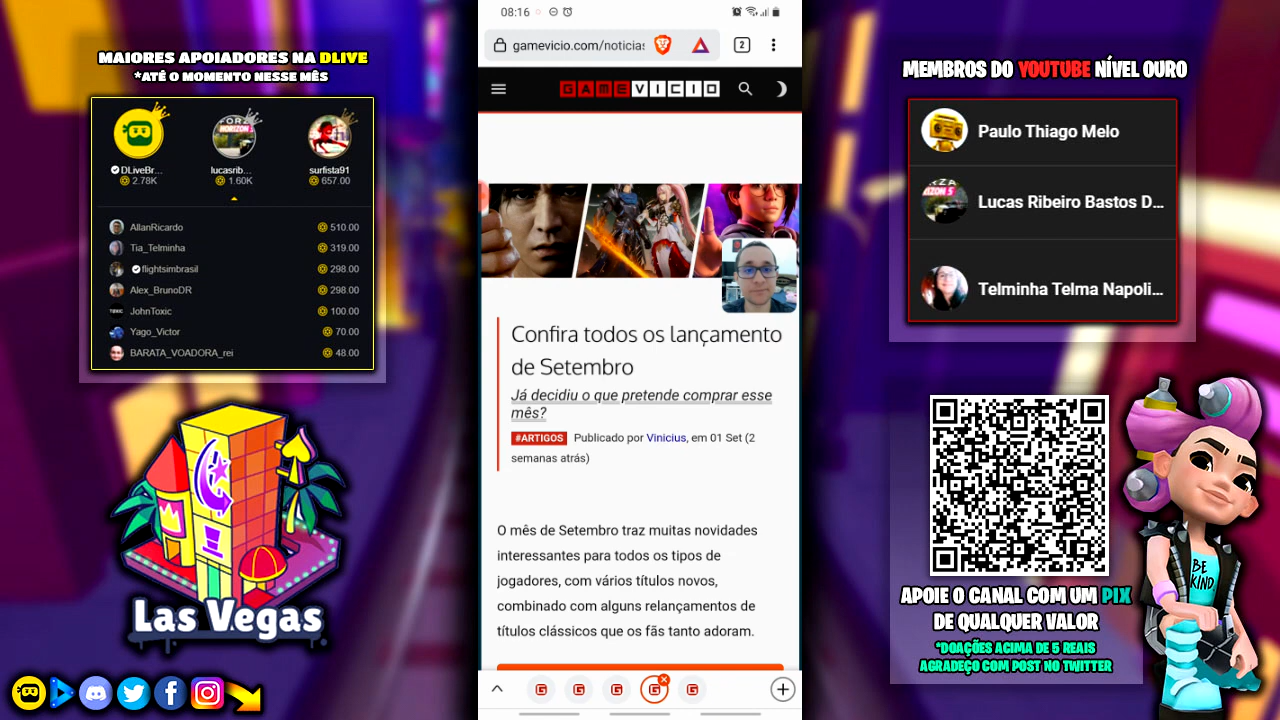 MAIORES APOIADORES NA DLIVE
*ATÉ O MOMENTO NESSE MÊS
DLiveBr...
2.78K
lucasrib...
1.60K
surfista91
657.00
AllanRicardo 510.00
Tia_Telminha 319.00
flightsimbrasil 298.00
Alex_BrunoDR 298.00
JohnToxic 100.00
Yago_Victor 70.00
BARATA_VOADORA_rei 48.00
Las Vegas
08:16
gamevicio.com/noticias
2
GAMEVICIO
Confira todos os lançamento
de Setembro
Já decidiu o que pretende comprar esse
mês?
#ARTIGOS Publicado por Vinicius, em 01 Set (2
semanas atrás)
O mês de Setembro traz muitas novidades
interessantes para todos os tipos de
jogadores, com vários títulos novos,
combinado com alguns relançamentos de
títulos clássicos que os fãs tanto adoram.
G G G G G
MEMBROS DO YOUTUBE NÍVEL OURO
Paulo Thiago Melo
Lucas Ribeiro Bastos D...
Telminha Telma Napoli...
APOIE O CANAL COM UM PIX
DE QUALQUER VALOR
*DOAÇÕES ACIMA DE 5 REAIS
AGRADEÇO COM POST NO TWITTER
BE
KIND